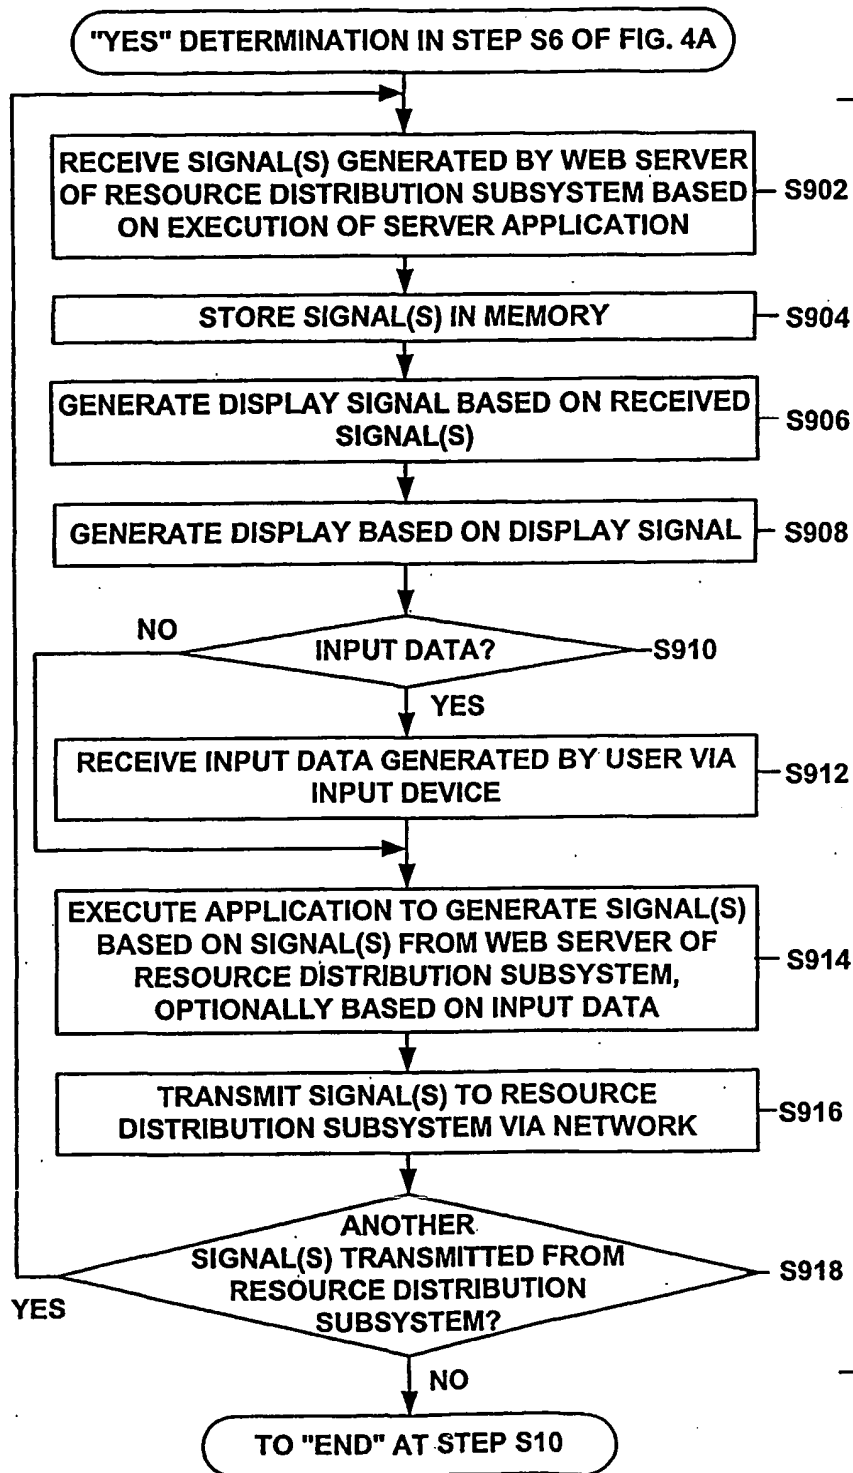 "YES" DETERMINATION IN STEP S6 OF FIG. 4A
RECEIVE SIGNAL(S) GENERATED BY WEB SERVER
OF RESOURCE DISTRIBUTION SUBSYSTEM BASED
ON EXECUTION OF SERVER APPLICATION
S902
STORE SIGNAL(S) IN MEMORY
S904
GENERATE DISPLAY SIGNAL BASED ON RECEIVED
SIGNAL(S)
S906
GENERATE DISPLAY BASED ON DISPLAY SIGNAL
S908
NO
INPUT DATA?
S910
YES
RECEIVE INPUT DATA GENERATED BY USER VIA
INPUT DEVICE
S912
EXECUTE APPLICATION TO GENERATE SIGNAL(S)
BASED ON SIGNAL(S) FROM WEB SERVER OF
RESOURCE DISTRIBUTION SUBSYSTEM,
OPTIONALLY BASED ON INPUT DATA
S914
TRANSMIT SIGNAL(S) TO RESOURCE
DISTRIBUTION SUBSYSTEM VIA NETWORK
S916
ANOTHER
SIGNAL(S) TRANSMITTED FROM
RESOURCE DISTRIBUTION
SUBSYSTEM?
S918
YES
NO
TO "END" AT STEP S10